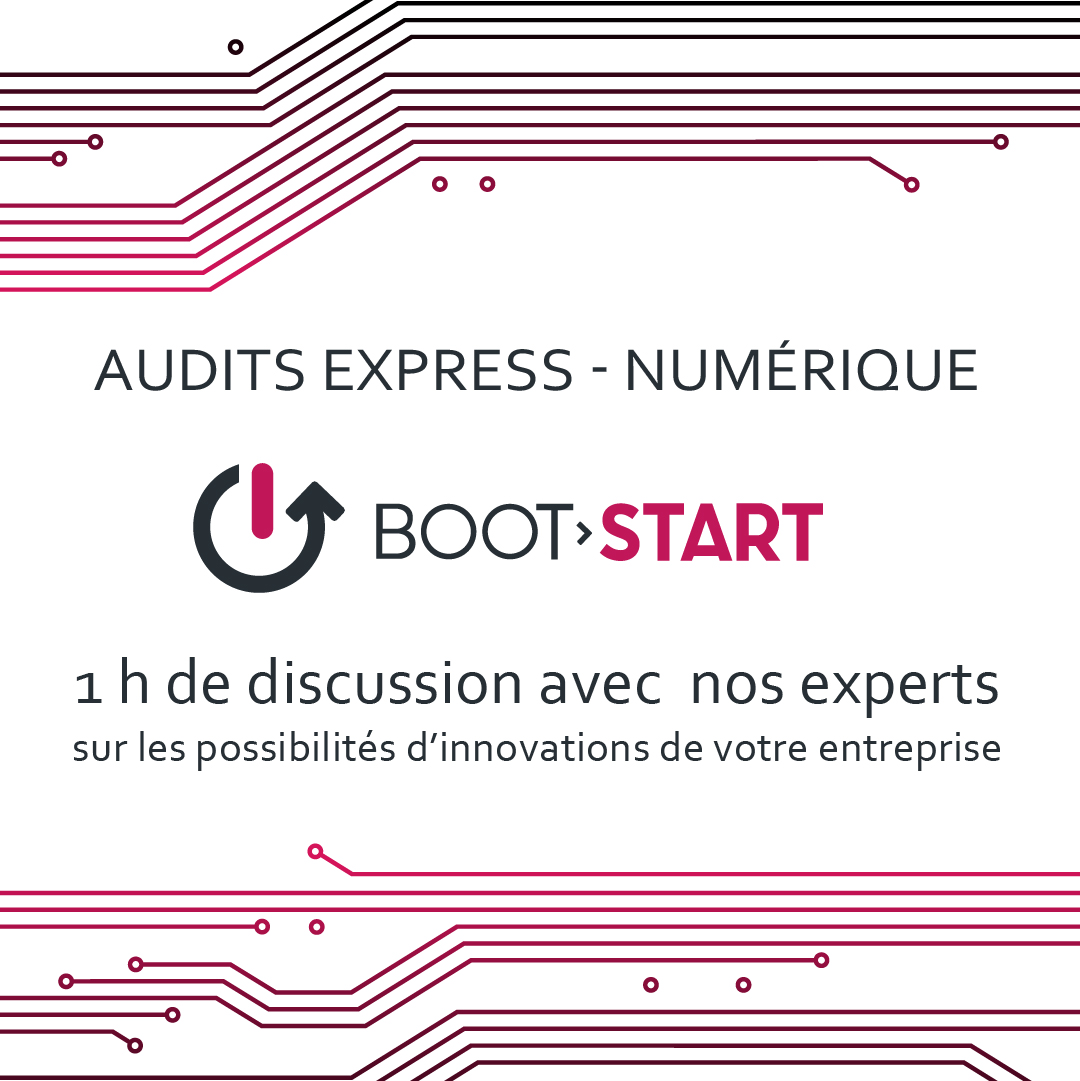 AUDITS EXPRESS - NUMÉRIQUE
BOOT›START
1 h de discussion avec nos experts
sur les possibilités d’innovations de votre entreprise